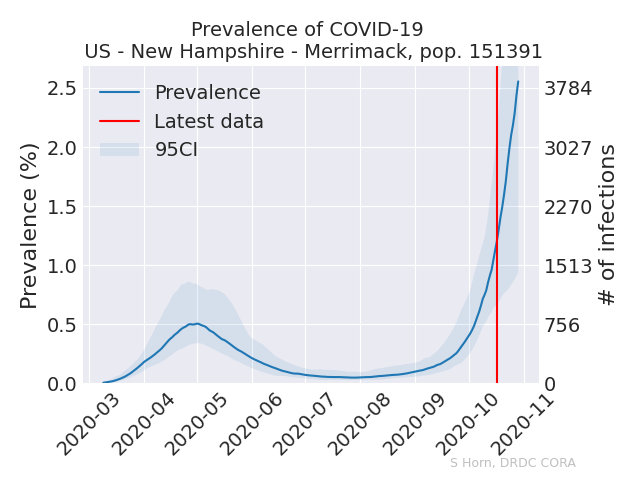 Prevalence of COVID-19
US - New Hampshire - Merrimack, pop. 151391
Prevalence
Latest data
95CI
Prevalence (%)
2.5
2.0
1.5
1.0
0.5
0.0
3784
3027
2270
1513
756
0
# of infections
2020-03
2020-04
2020-05
2020-06
2020-07
2020-08
2020-09
2020-10
2020-11
S Horn, DRDC CORA